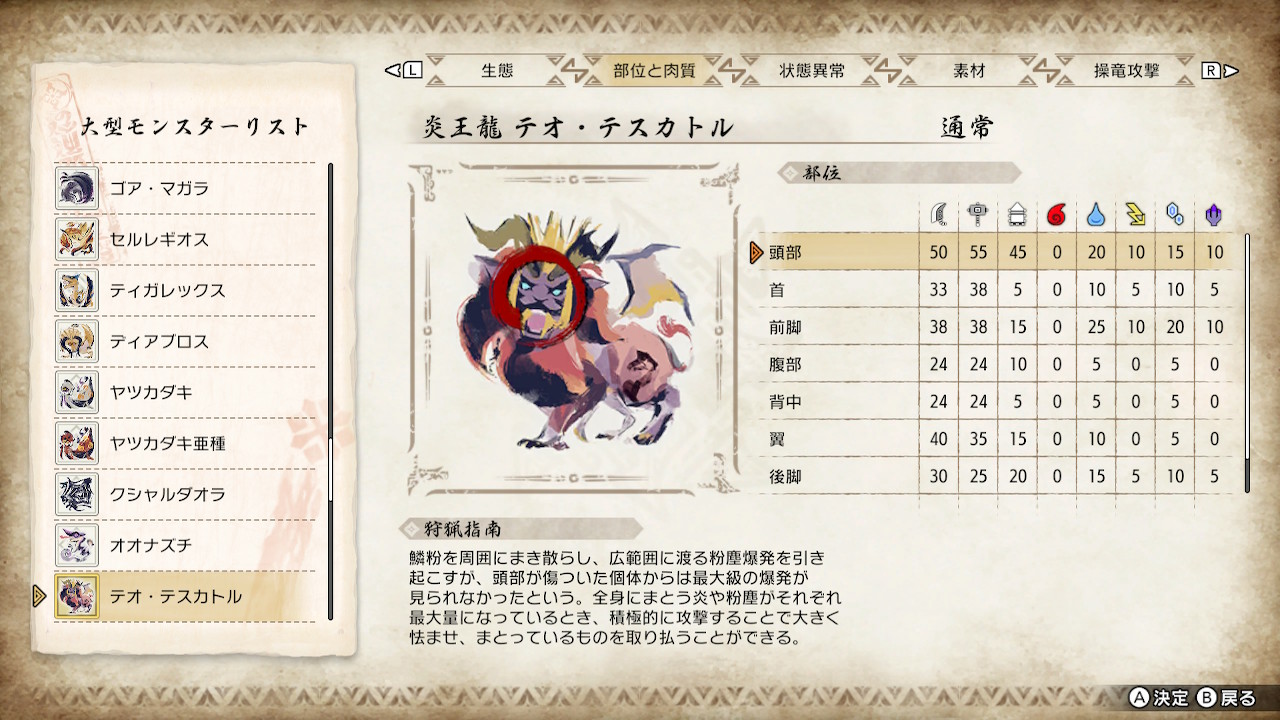 L 生態 部位と肉質 状態異常 素材 操竜攻撃 R
大型モンスターリスト
ゴア・マガラ
セルレギオス
ティガレックス
ディアブロス
ヤツカダキ
ヤツカダキ亜種
クシャルダオラ
オオナズチ
テオ・テスカトル
炎王龍 テオ・テスカトル 通常
部位
頭部 50 55 45 0 20 10 15 10
首 33 38 5 0 10 5 10 5
前脚 38 38 15 0 25 10 20 10
腹部 24 24 10 0 5 0 5 0
背中 24 24 5 0 5 0 5 0
翼 40 35 15 0 10 0 5 0
後脚 30 25 20 0 15 5 10 5
狩猟指南
鱗粉を周囲にまき散らし、広範囲に渡る粉塵爆発を引き
起こすが、頭部が傷ついた個体からは最大級の爆発が
見られなかったという。全身にまとう炎や粉塵がそれぞれ
最大量になっているとき、積極的に攻撃することで大きく
怯ませ、まとっているものを取り払うことができる。
A 決定 B 戻る